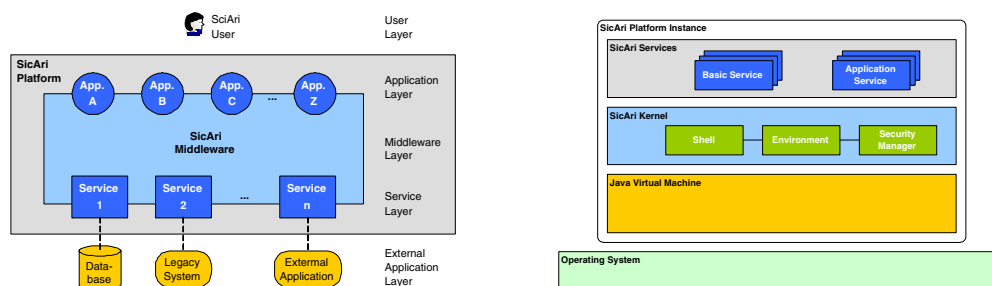 SciAri
User
User
Layer
SicAri
Platform
App.
A
App.
B
App.
C
...
App.
Z
Application
Layer
SicAri
Middleware
Middleware
Layer
Service
1
Service
2
...
Service
n
Service
Layer
Data-
base
Legacy
System
Extermal
Application
External
Application
Layer
SicAri Platform Instance
SicAri Services
Basic Service
Application
Service
SicAri Kernel
Shell
Environment
Security
Manager
Java Virtual Machine
Operating System